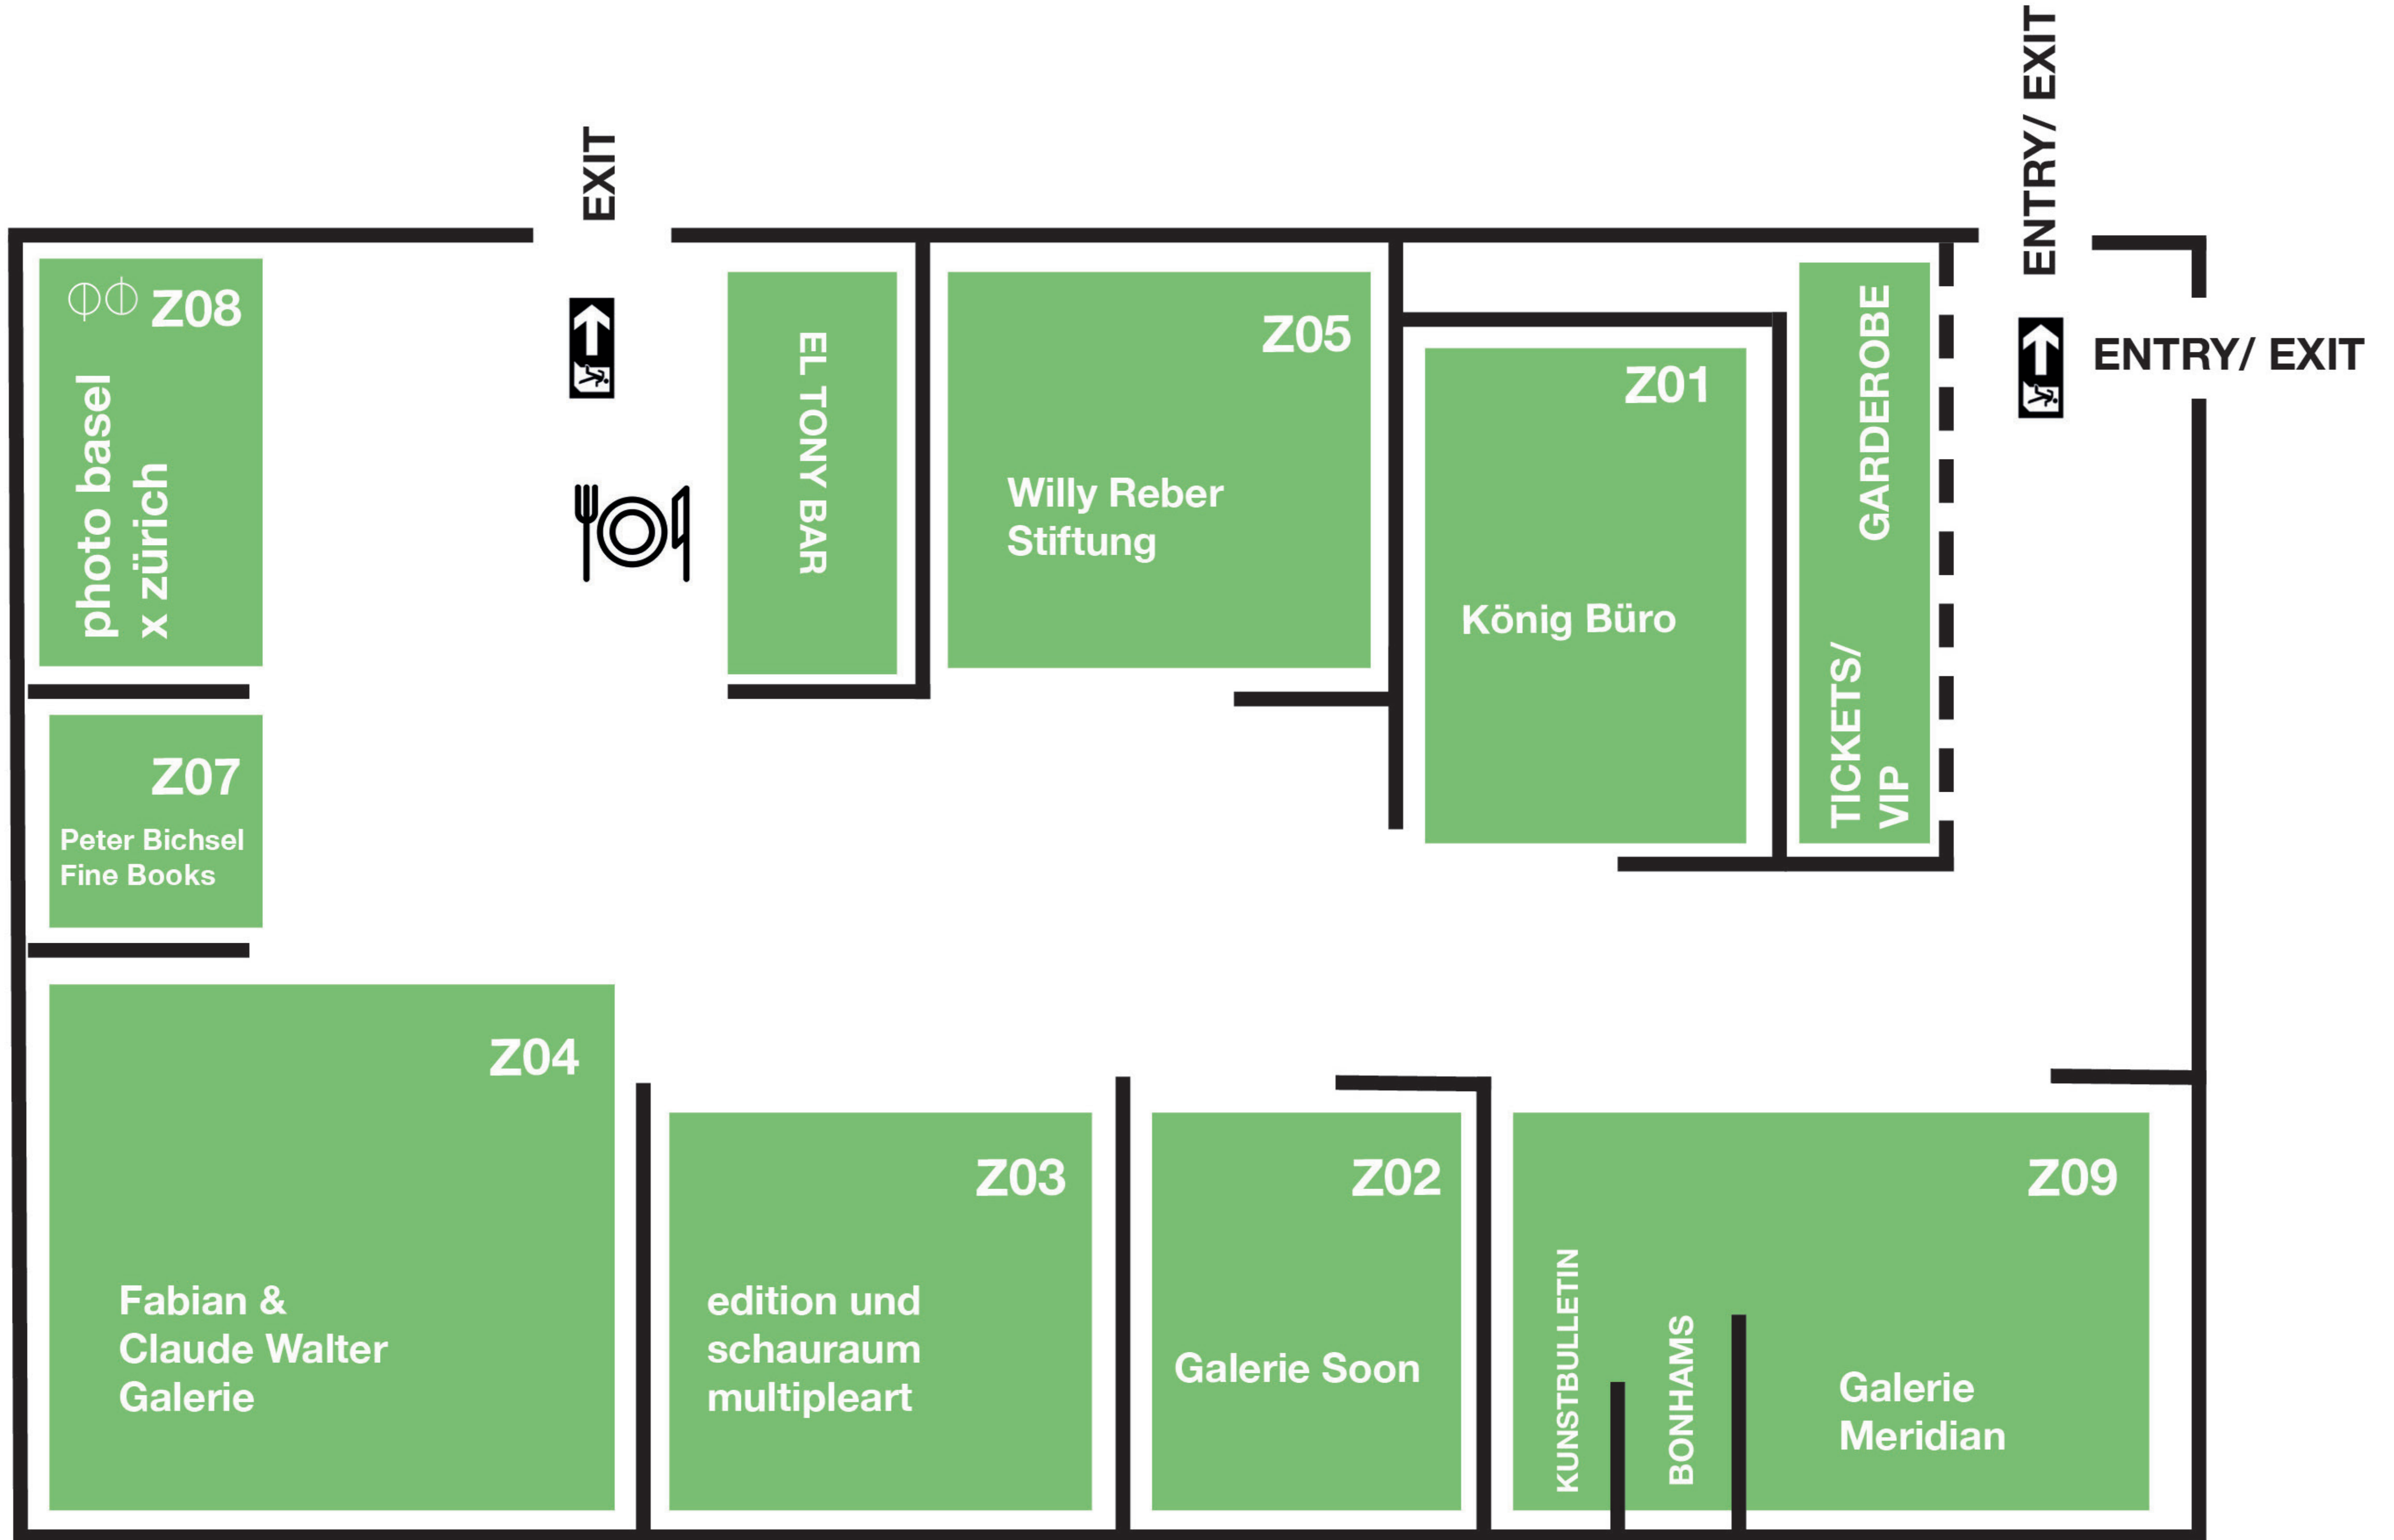 ENTRY/ EXIT
EXIT
ENTRY/ EXIT
Z08
photo basel
x zürich
EL TONY BAR
Z05
Willy Reber
Stiftung
Z01
König Büro
GARDEROBE
TICKETS/
VIP
Z07
Peter Bichsel
Fine Books
Z04
Fabian &
Claude Walter
Galerie
Z03
edition und
schauraum
multipleart
Z02
Galerie Soon
Z09
KUNSTBULLETIN
BONHAMS
Galerie
Meridian